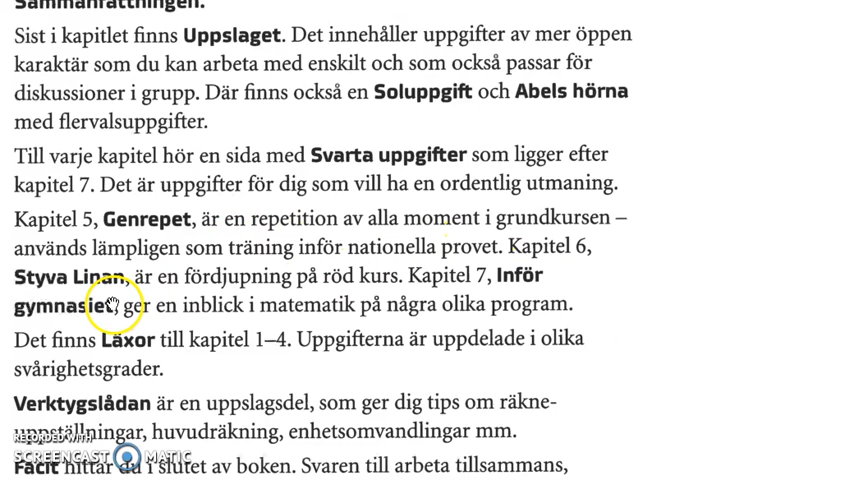 Sammanfattningen.
Sist i kapitlet finns Uppslaget. Det innehåller uppgifter av mer öppen
karaktär som du kan arbeta med enskilt och som också passar för
diskussioner i grupp. Där finns också en Soluppgift och Abels hörna
med flervalsuppgifter.
Till varje kapitel hör en sida med Svarta uppgifter som ligger efter
kapitel 7. Det är uppgifter för dig som vill ha en ordentlig utmaning.
Kapitel 5, Genrepet, är en repetition av alla moment i grundkursen –
används lämpligen som träning inför nationella provet. Kapitel 6,
Styva Linan, är en fördjupning på röd kurs. Kapitel 7, Inför
gymnasiet, ger en inblick i matematik på några olika program.
Det finns Läxor till kapitel 1–4. Uppgifterna är uppdelade i olika
svårighetsgrader.
Verktygslådan är en uppslagsdel, som ger dig tips om räkne-
uppställningar, huvudräkning, enhetsomvandlingar mm.
RECORDED WITH
SCREENCAST MATIC
Facit hittar du i slutet av boken. Svaren till arbeta tillsammans,